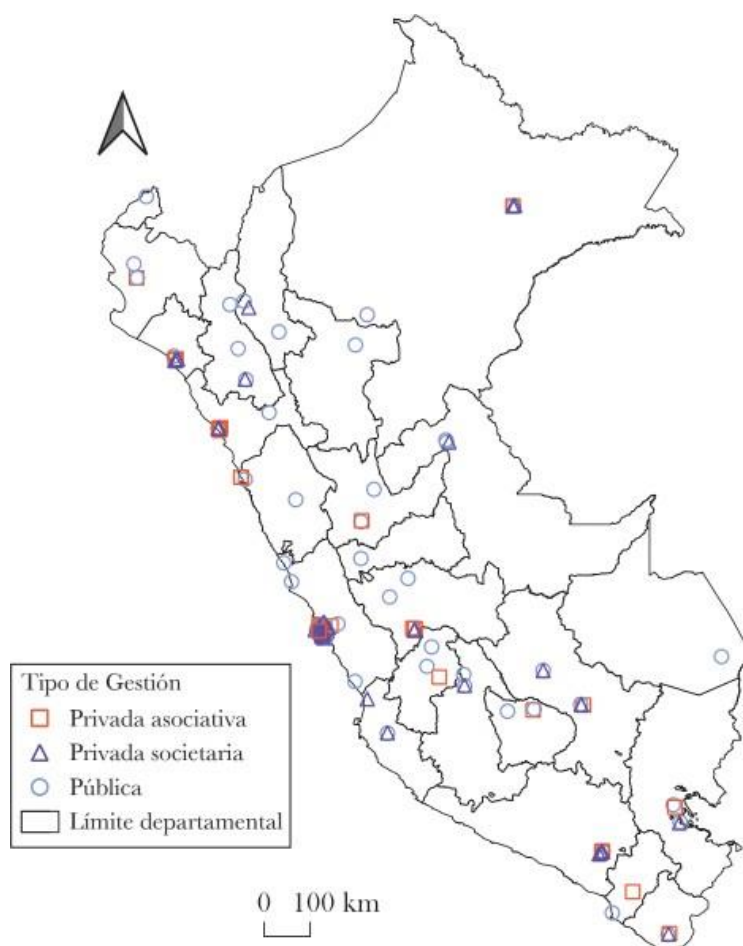 Tipo de Gestión
Privada asociativa
Privada societaria
Pública
Límite departamental
0 100 km